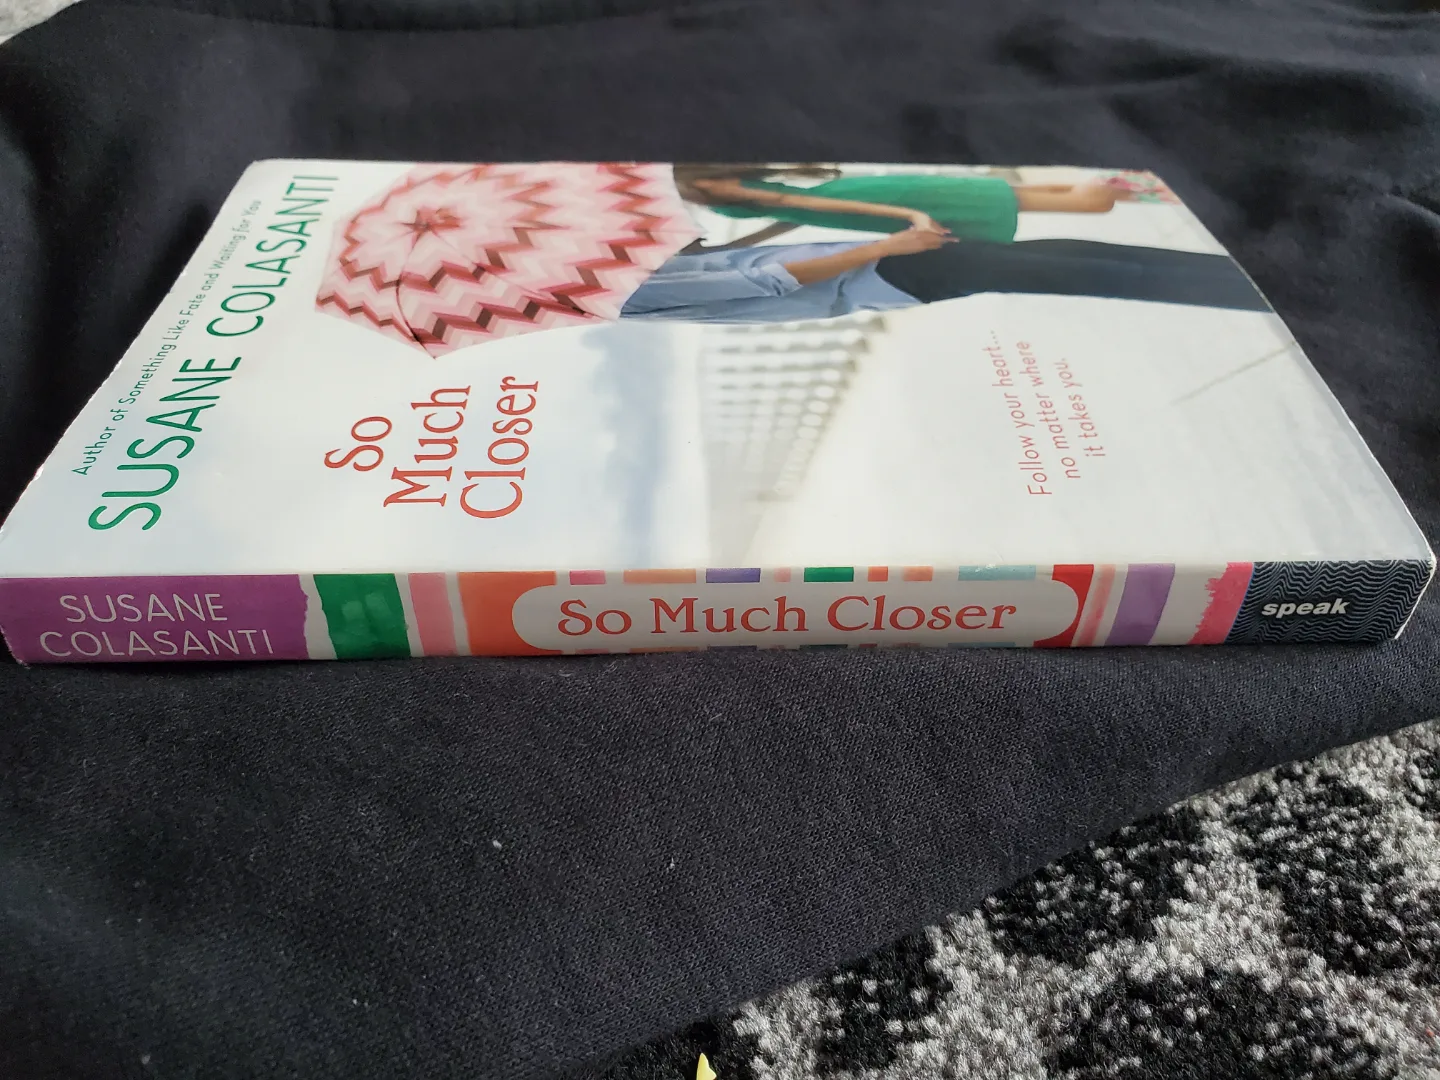 Author of Something Like Fate and Waiting for You
SUSANE COLASANTI
So
Much
Closer
Follow your heart...
no matter where
it takes you.
SUSANE
COLASANTI
So Much Closer
speak